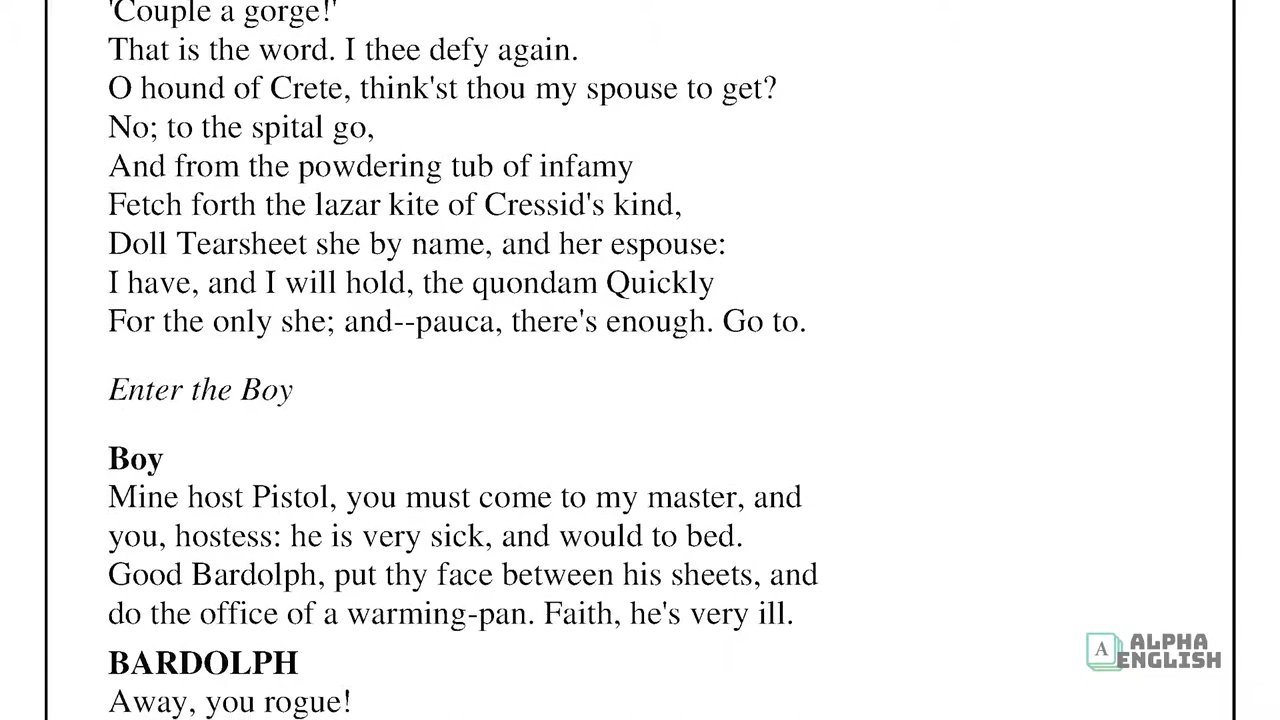 'Couple a gorge!'
That is the word. I thee defy again.
O hound of Crete, think'st thou my spouse to get?
No; to the spital go,
And from the powdering tub of infamy
Fetch forth the lazar kite of Cressid's kind,
Doll Tearsheet she by name, and her espouse:
I have, and I will hold, the quondam Quickly
For the only she; and--pauca, there's enough. Go to.
Enter the Boy
Boy
Mine host Pistol, you must come to my master, and
you, hostess: he is very sick, and would to bed.
Good Bardolph, put thy face between his sheets, and
do the office of a warming-pan. Faith, he's very ill.
BARDOLPH
Away, you rogue!
A
ALPHA
ENGLISH